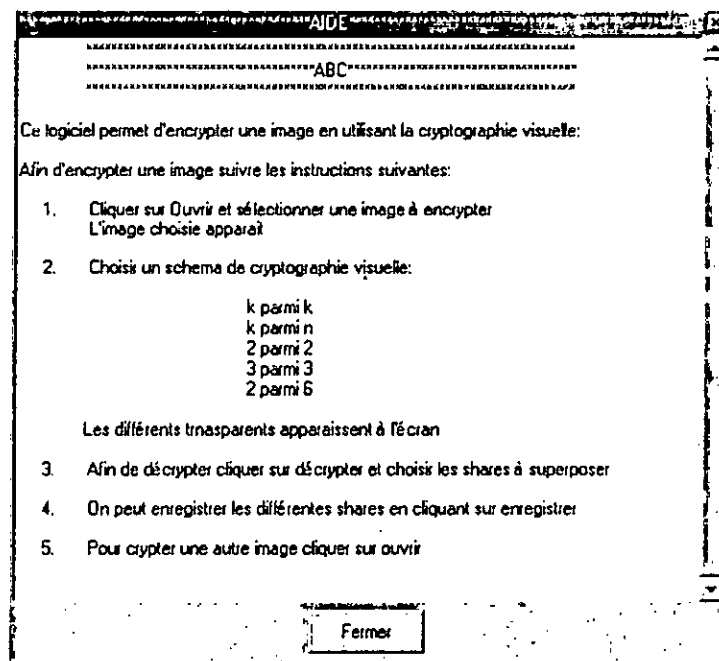 AIDE
ABC
Ce logiciel permet d'encrypter une image en utilisant la cryptographie visuelle:
Afin d'encrypter une image suivre les instructions suivantes:
1. Cliquer sur Ouvrir et sélectionner une image à encrypter
L'image choisie apparaît
2. Choisir un schema de cryptographie visuelle:
k parmi k
k parmi n
2 parmi 2
3 parmi 3
2 parmi 6
Les différents trnasparents apparaissent à l'écran
3. Afin de décrypter cliquer sur décrypter et choisir les shares à superposer
4. On peut enregistrer les différentes shares en cliquant sur enregistrer
5. Pour crypter une autre image cliquer sur ouvrir
Fermer